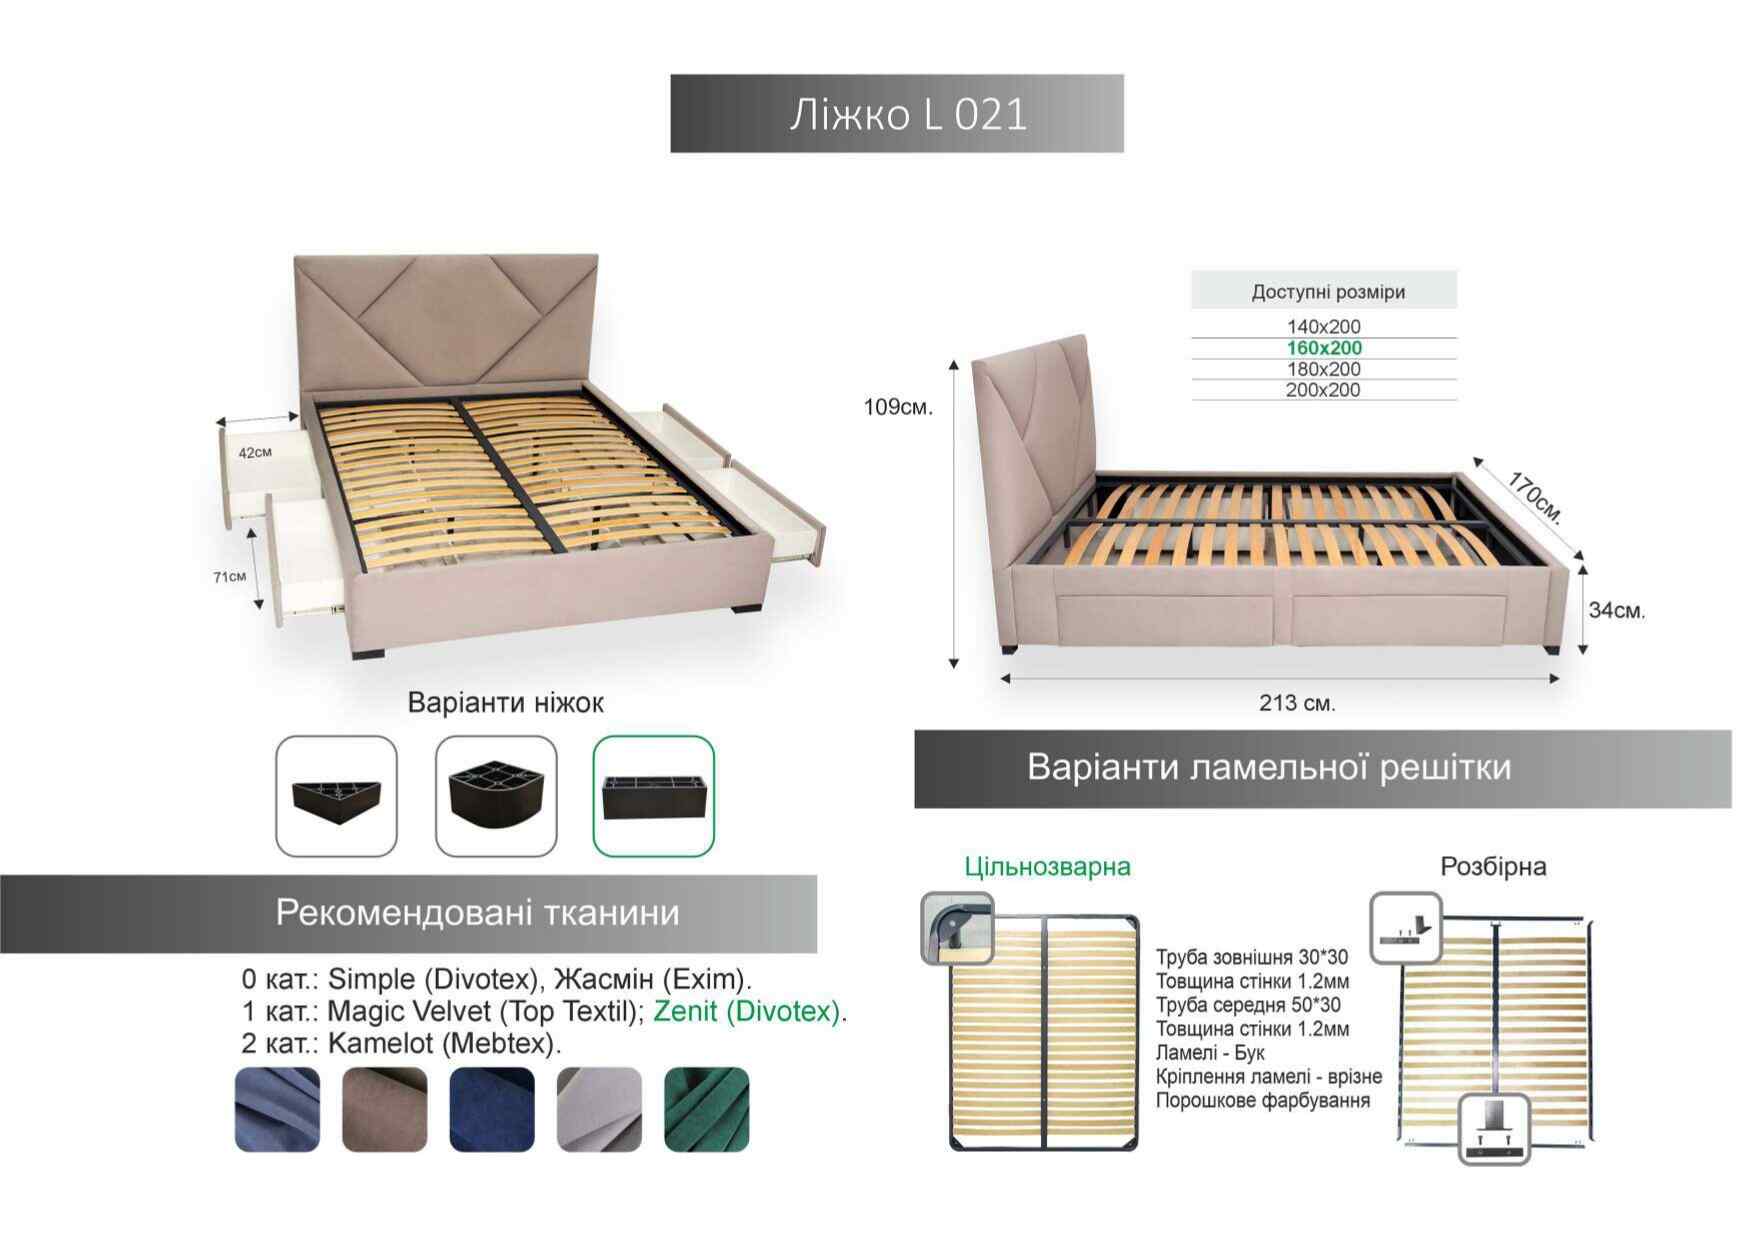 Ліжко L 021
42см
71см
Доступні розміри
140x200
160x200
180x200
200x200
109см.
170см.
34см.
213 см.
Варіанти ніжок
Варіанти ламельної решітки
Рекомендовані тканини
0 кат.: Simple (Divotex), Жасмін (Exim).
1 кат.: Magic Velvet (Top Textil); Zenit (Divotex).
2 кат.: Kamelot (Mebtex).
Цільнозварна
Розбірна
Труба зовнішня 30*30
Товщина стінки 1.2мм
Труба середня 50*30
Товщина стінки 1.2мм
Ламелі - Бук
Кріплення ламелі - врізне
Порошкове фарбування